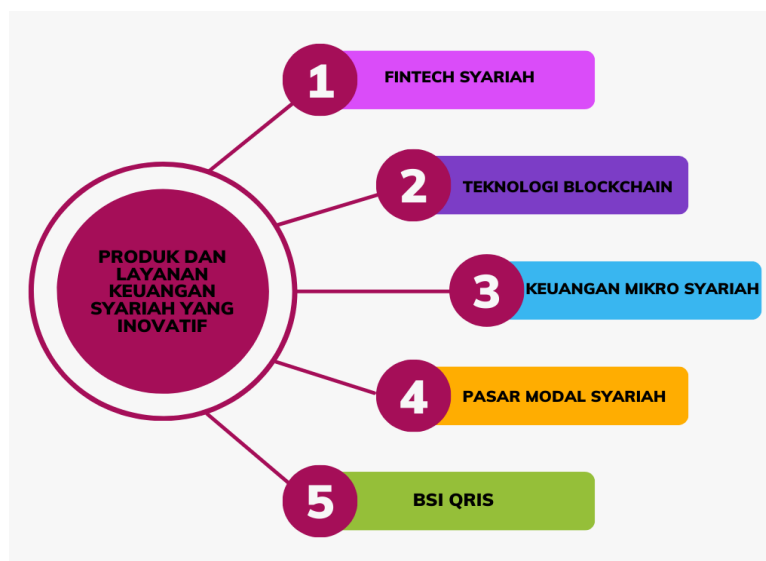 PRODUK DAN
LAYANAN
KEUANGAN
SYARIAH YANG
INOVATIF
1
FINTECH SYARIAH
2
TEKNOLOGI BLOCKCHAIN
3
KEUANGAN MIKRO SYARIAH
4
PASAR MODAL SYARIAH
5
BSI QRIS